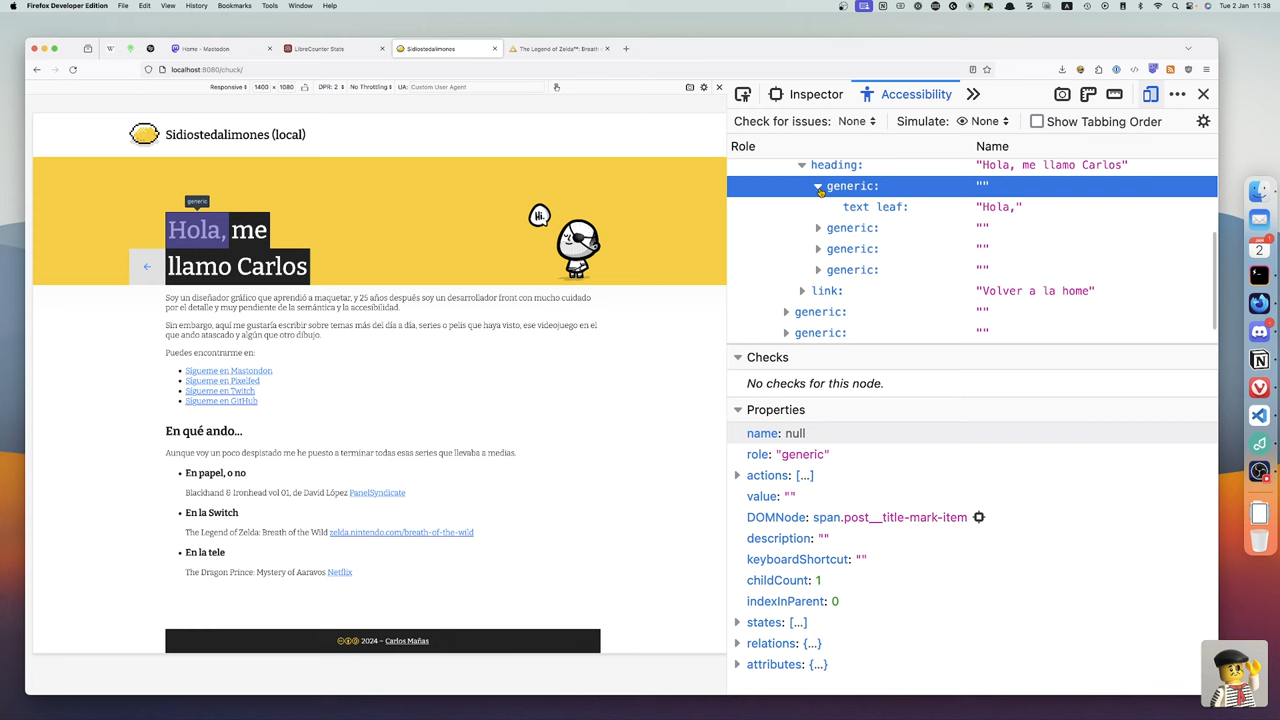 Firefox Developer Edition File Edit View History Bookmarks Tools Window Help
Tue 2 Jan 11:38
Home - Mastodon
LibreCounter Stats
Sidiostedalimones
The Legend of Zelda™: Breath
localhost:8080/chuck/
Responsive
1400 × 1080
DPR: 2
No Throttling
UA: Custom User Agent
Sidiostedalimones (local)
generic
Hola, me
llamo Carlos
Hi.
Soy un diseñador gráfico que aprendió a maquetar, y 25 años después soy un desarrollador front con mucho cuidado
por el detalle y muy pendiente de la semántica y la accesibilidad.
Sin embargo, aquí me gustaría escribir sobre temas más del día a día, series o pelis que haya visto, ese videojuego en el
que ando atascado y algún que otro dibujo.
Puedes encontrarme en:
Sígueme en Mastondon
Sígueme en Pixelfed
Sígueme en Twitch
Sígueme en GitHub
En qué ando...
Aunque voy un poco despistado me he puesto a terminar todas esas series que llevaba a medias.
En papel, o no
Blackhand & Ironhead vol 01, de David López PanelSyndicate
En la Switch
The Legend of Zelda: Breath of the Wild zelda.nintendo.com/breath-of-the-wild
En la tele
The Dragon Prince: Mystery of Aaravos Netflix
2024 – Carlos Mañas
Inspector
Accessibility
Check for issues: None
Simulate: None
Show Tabbing Order
Role Name
heading: "Hola, me llamo Carlos"
generic: ""
text leaf: "Hola,"
generic: ""
generic: ""
generic: ""
link: "Volver a la home"
generic: ""
generic: ""
Checks
No checks for this node.
Properties
name: null
role: "generic"
actions: [...]
value: ""
DOMNode: span.post__title-mark-item
description: ""
keyboardShortcut: ""
childCount: 1
indexInParent: 0
states: [...]
relations: {...}
attributes: {...}